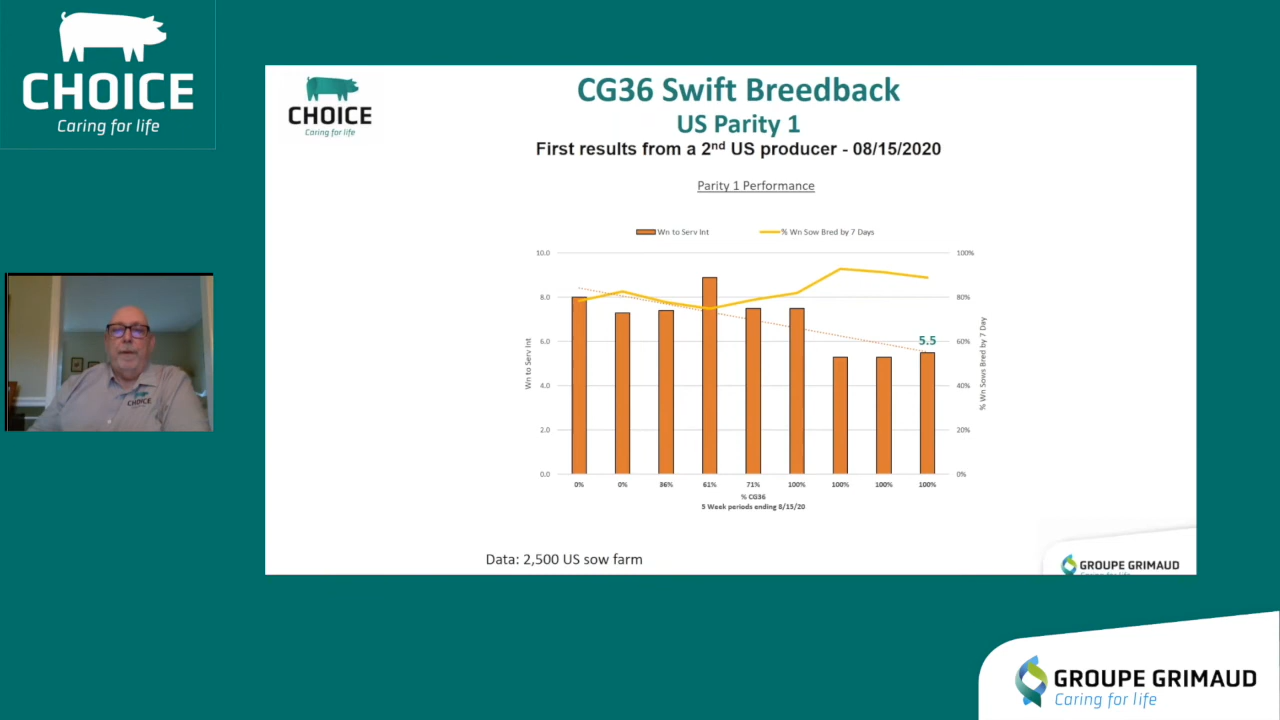 CHOICE
Caring for life
CHOICE
Caring for life
CG36 Swift Breedback
US Parity 1
First results from a 2nd US producer - 08/15/2020
Parity 1 Performance
Wn to Serv Int
% Wn Sow Bred by 7 Days
10.0
8.0
6.0
4.0
2.0
0.0
Wn to Serv Int
100%
80%
60%
40%
20%
0%
% Wn Sows Bred by 7 Day
5.5
0% 0% 36% 61% 71% 100% 100% 100% 100%
% CG36
5 Week periods ending 8/15/20
Data: 2,500 US sow farm
GROUPE GRIMAUD
Caring for life
CHOICE
GROUPE GRIMAUD
Caring for life